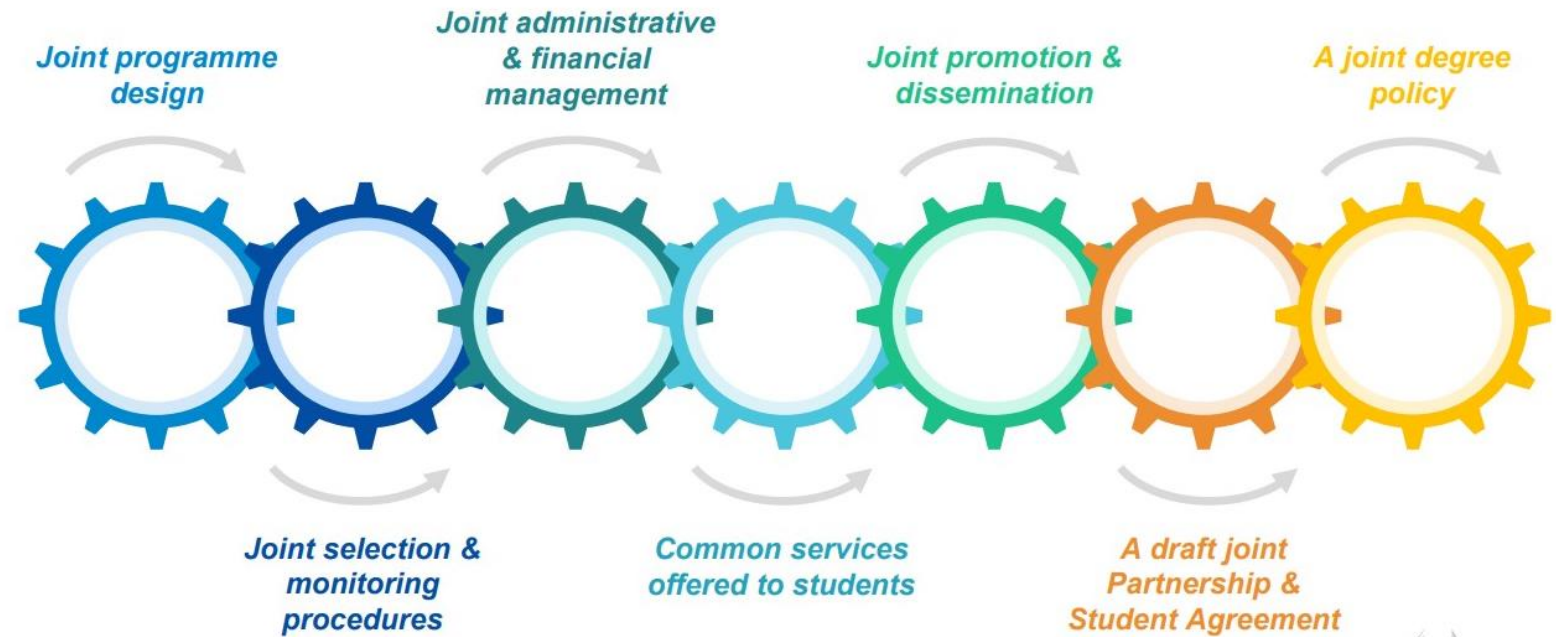 Joint programme
design
Joint administrative
& financial
management
Joint promotion &
dissemination
A joint degree
policy
Joint selection &
monitoring
procedures
Common services
offered to students
A draft joint
Partnership &
Student Agreement